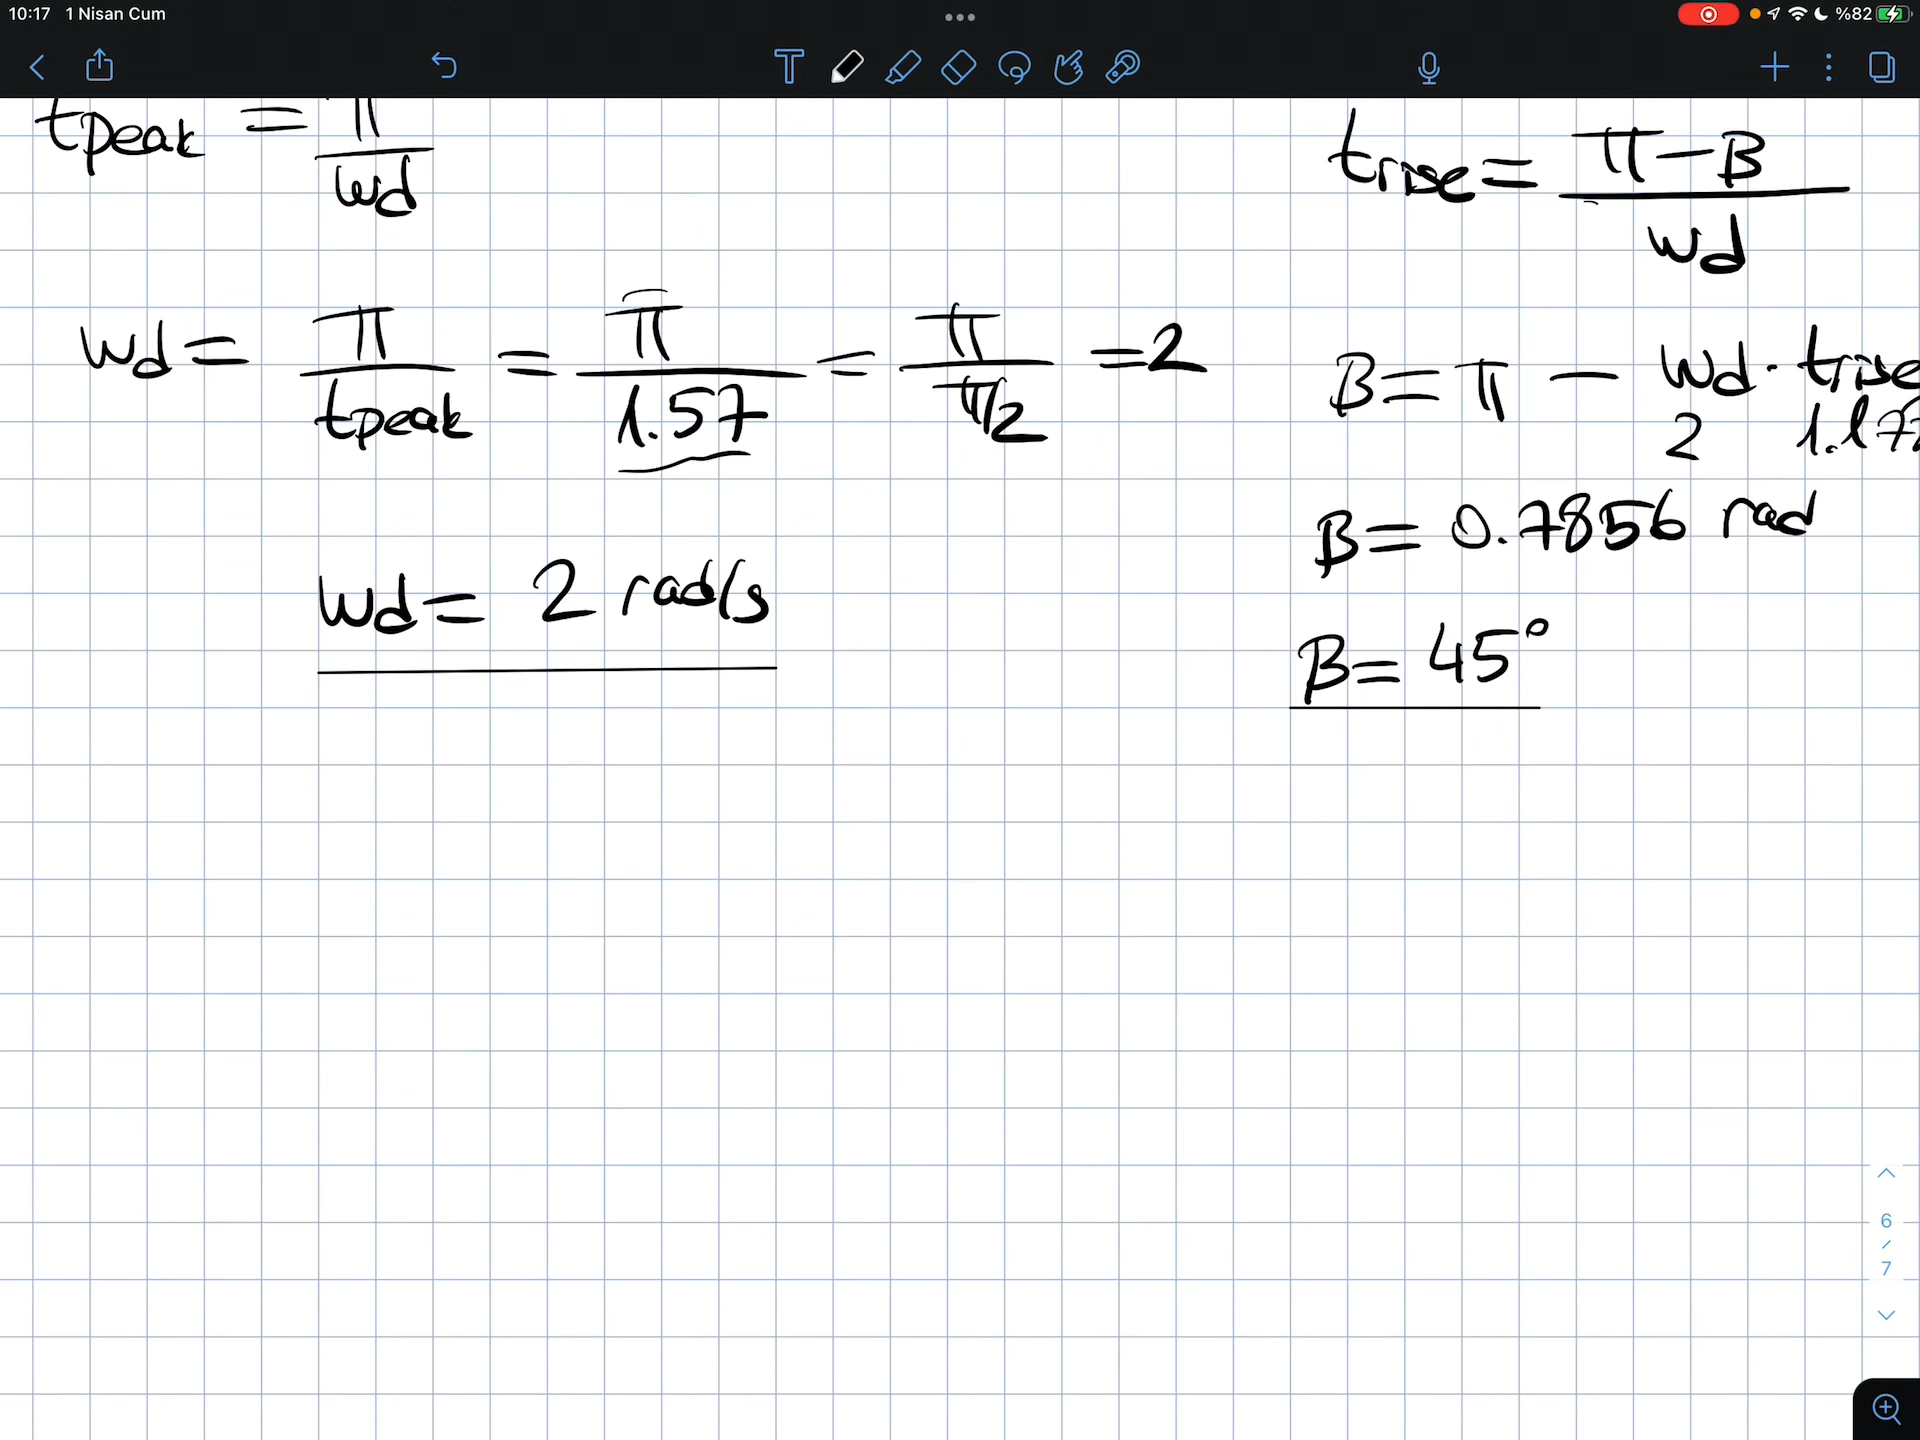 10:17 1 Nisan Cum
%82
tpeak = π / wd
wd = π / tpeak = π / 1.57 = π / π/2 = 2
wd = 2 rad/s
trise = π - B / wd
B = π - wd · trise
2
B = 0.7856 rad
B = 45°
6
/
7